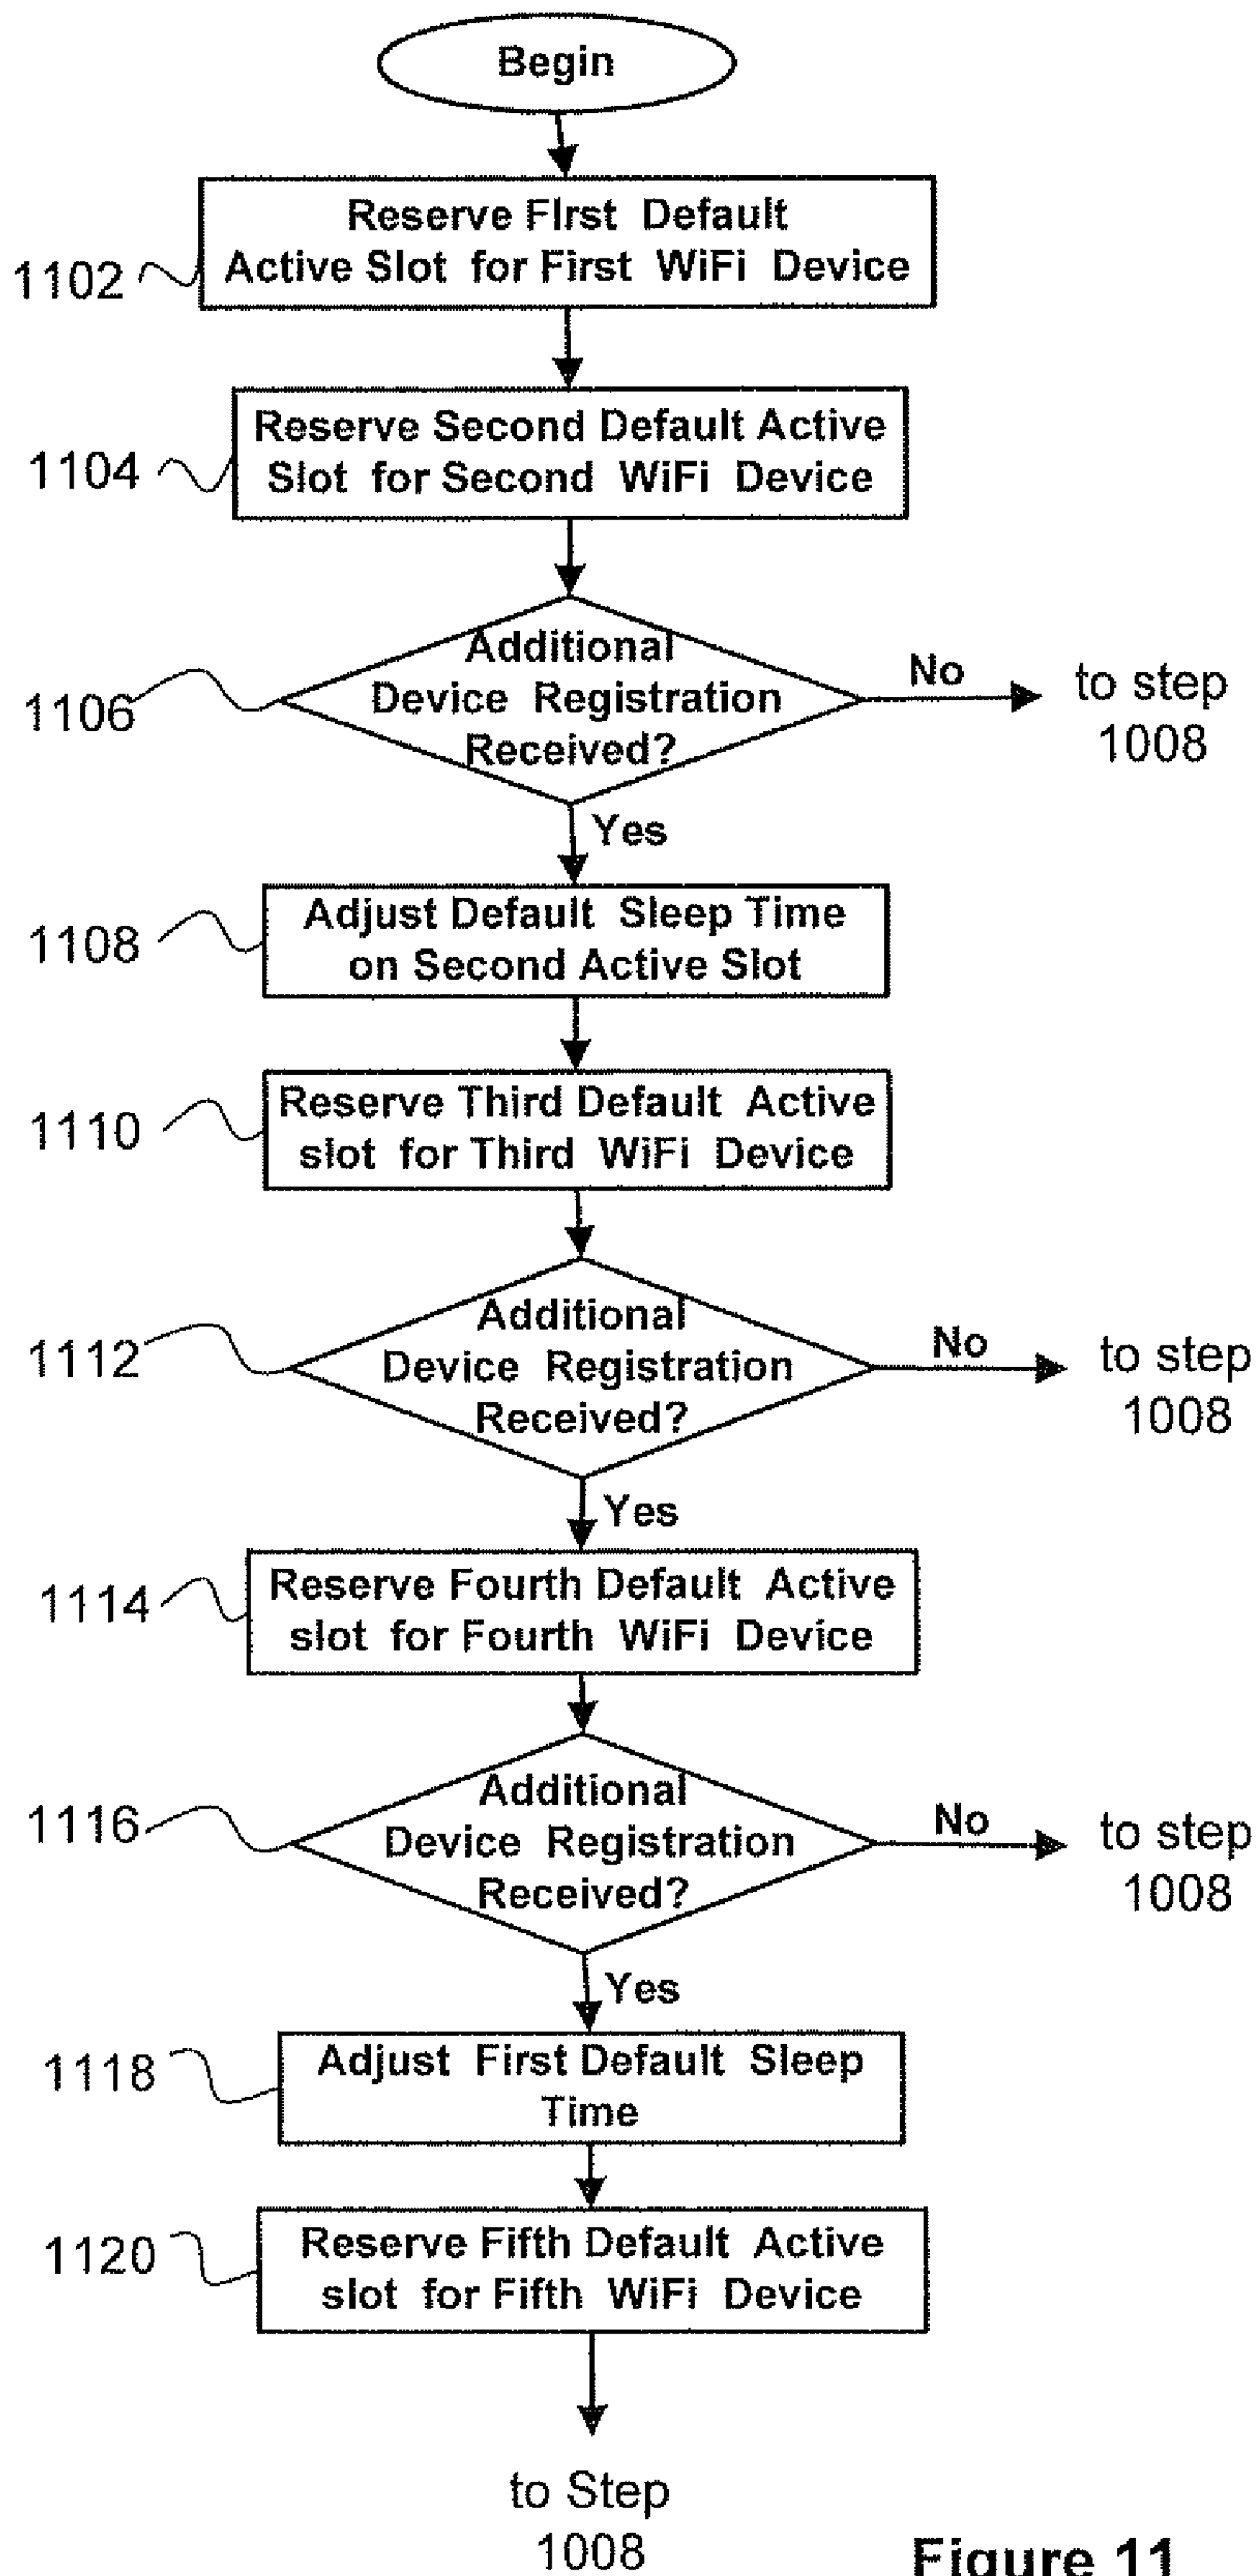 Begin
Reserve FIrst Default
Active Slot for First WiFi Device
1102
Reserve Second Default Active
Slot for Second WiFi Device
1104
Additional
Device Registration
Received?
1106
No
to step
1008
Yes
Adjust Default Sleep Time
on Second Active Slot
1108
Reserve Third Default Active
slot for Third WiFi Device
1110
Additional
Device Registration
Received?
1112
No
to step
1008
Yes
Reserve Fourth Default Active
slot for Fourth WiFi Device
1114
Additional
Device Registration
Received?
1116
No
to step
1008
Yes
Adjust First Default Sleep
Time
1118
Reserve Fifth Default Active
slot for Fifth WiFi Device
1120
to Step
1008
Figure 11